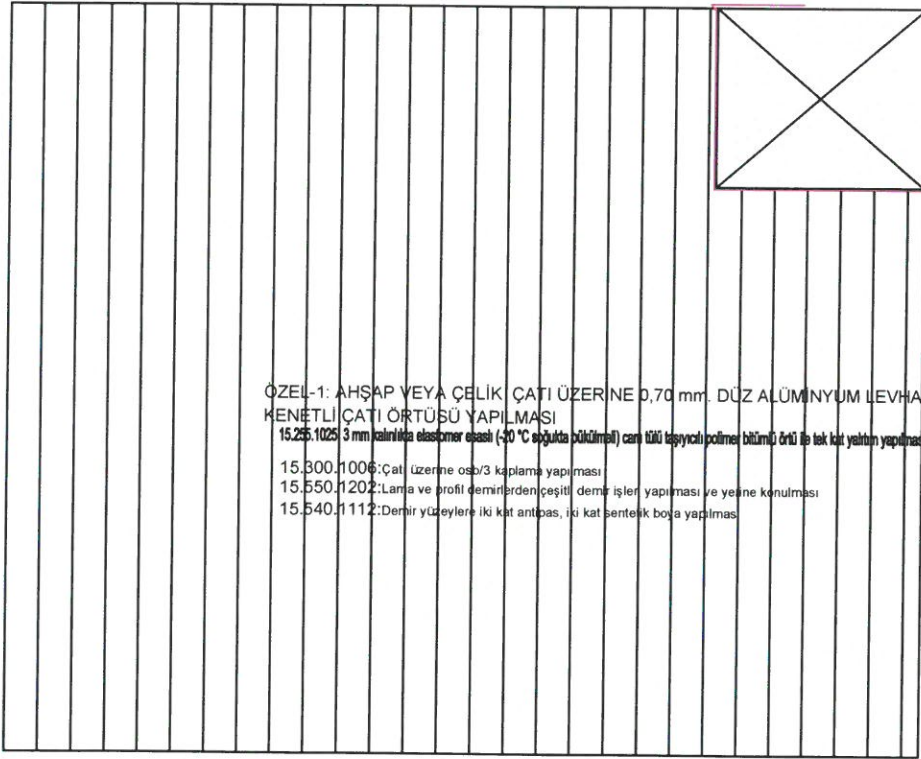 ÖZEL-1: AHŞAP VEYA ÇELİK ÇATI ÜZERİNE 0,70 mm. DÜZ ALÜMİNYUM LEVHA
KENETLİ ÇATI ÖRTÜSÜ YAPILMASI
15.255.1025 3 mm kalınlıkta elastomer esaslı (-20 °C soğukta bükülmeli) cam tülü taşıyıcılı polimer bitümlü örtü ile tek kat yalıtım yapılmas
15.300.1006:Çatı üzerine osb/3 kaplama yapılması
15.550.1202:Lama ve profil demirlerden çeşitli demir işleri yapılması ve yerine konulması
15.540.1112:Demir yüzeylere iki kat antipas, iki kat sentetik boya yapılmas